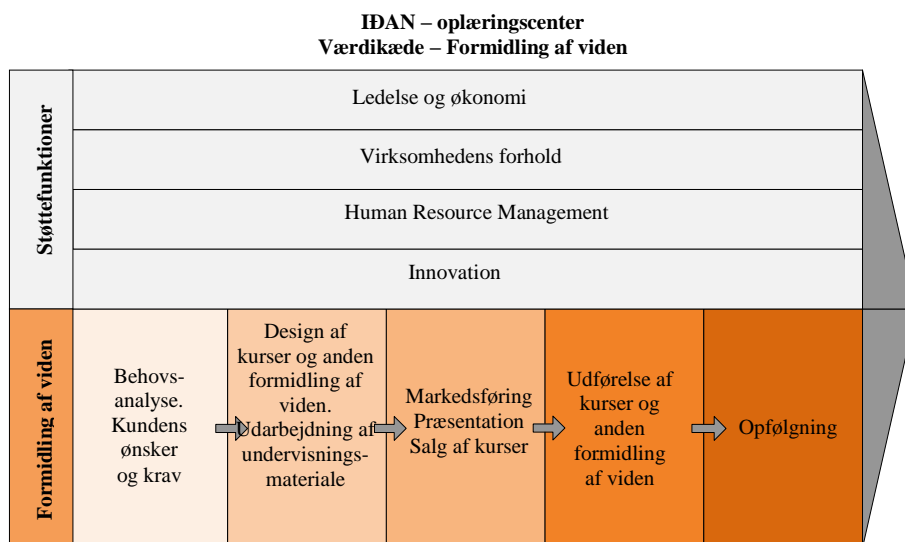 IÐAN – oplæringscenter
Værdikæde – Formidling af viden
Støttefunktioner
Ledelse og økonomi
Virksomhedens forhold
Human Resource Management
Innovation
Formidling af viden
Behovs-
analyse.
Kundens
ønsker
og krav
Design af
kurser og anden
formidling af
viden.
Udarbejdning af
undervisnings-
materiale
Markedsføring
Præsentation
Salg af kurser
Udførelse af
kurser og
anden
formidling
af viden
Opfølgning